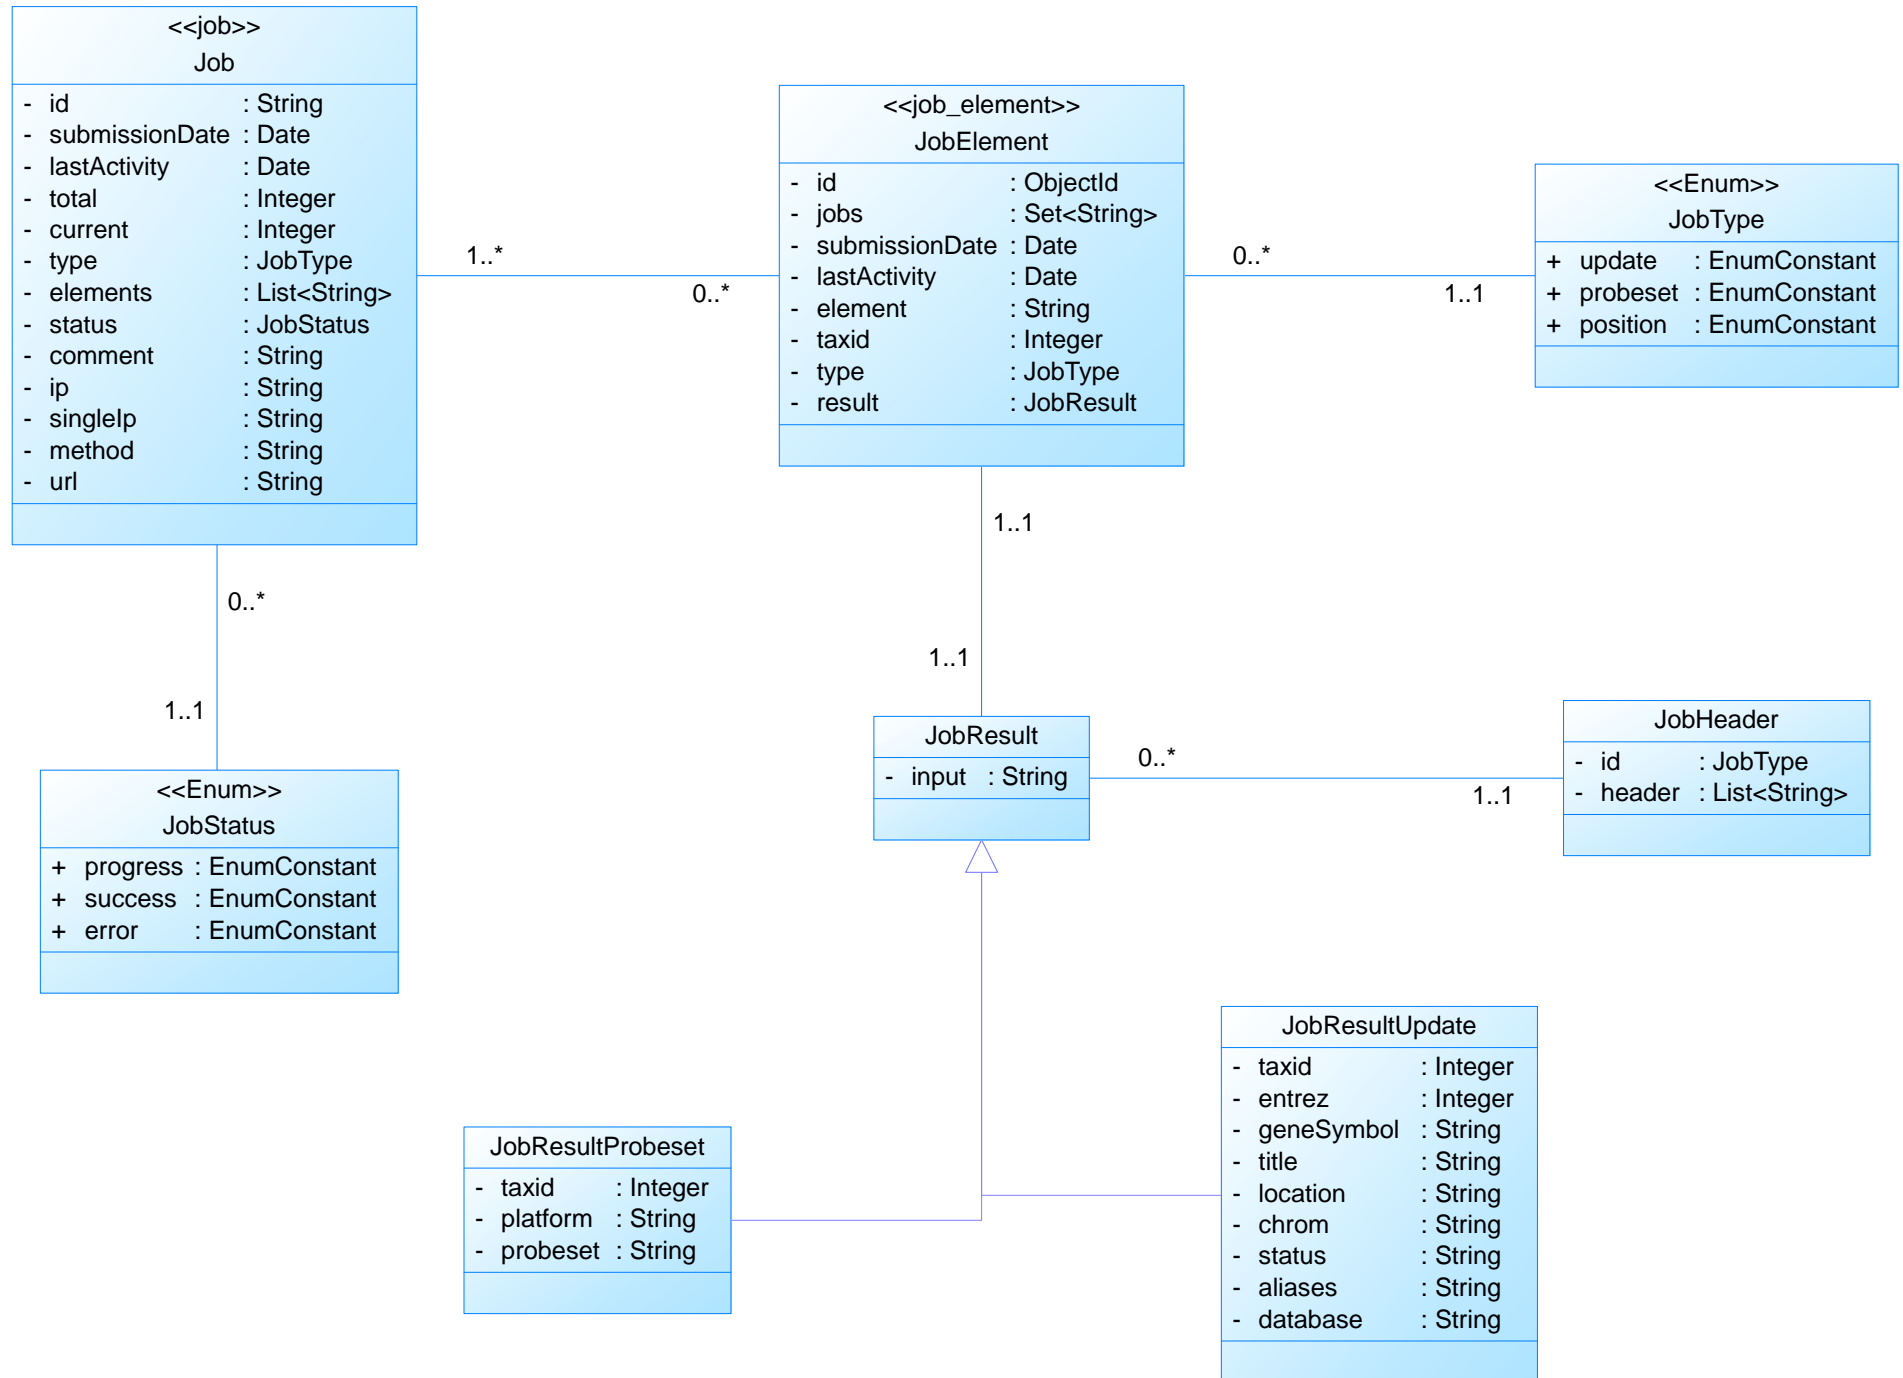 <<job>>
Job
- id : String
- submissionDate : Date
- lastActivity : Date
- total : Integer
- current : Integer
- type : JobType
- elements : List<String>
- status : JobStatus
- comment : String
- ip : String
- singleIp : String
- method : String
- url : String
<<job_element>>
JobElement
- id : ObjectId
- jobs : Set<String>
- submissionDate : Date
- lastActivity : Date
- element : String
- taxid : Integer
- type : JobType
- result : JobResult
<<Enum>>
JobType
+ update : EnumConstant
+ probeset : EnumConstant
+ position : EnumConstant
1..*
0..*
0..*
1..1
1..1
1..1
0..*
1..1
<<Enum>>
JobStatus
+ progress : EnumConstant
+ success : EnumConstant
+ error : EnumConstant
JobResult
- input : String
0..*
1..1
JobHeader
- id : JobType
- header : List<String>
JobResultProbeset
- taxid : Integer
- platform : String
- probeset : String
JobResultUpdate
- taxid : Integer
- entrez : Integer
- geneSymbol : String
- title : String
- location : String
- chrom : String
- status : String
- aliases : String
- database : String